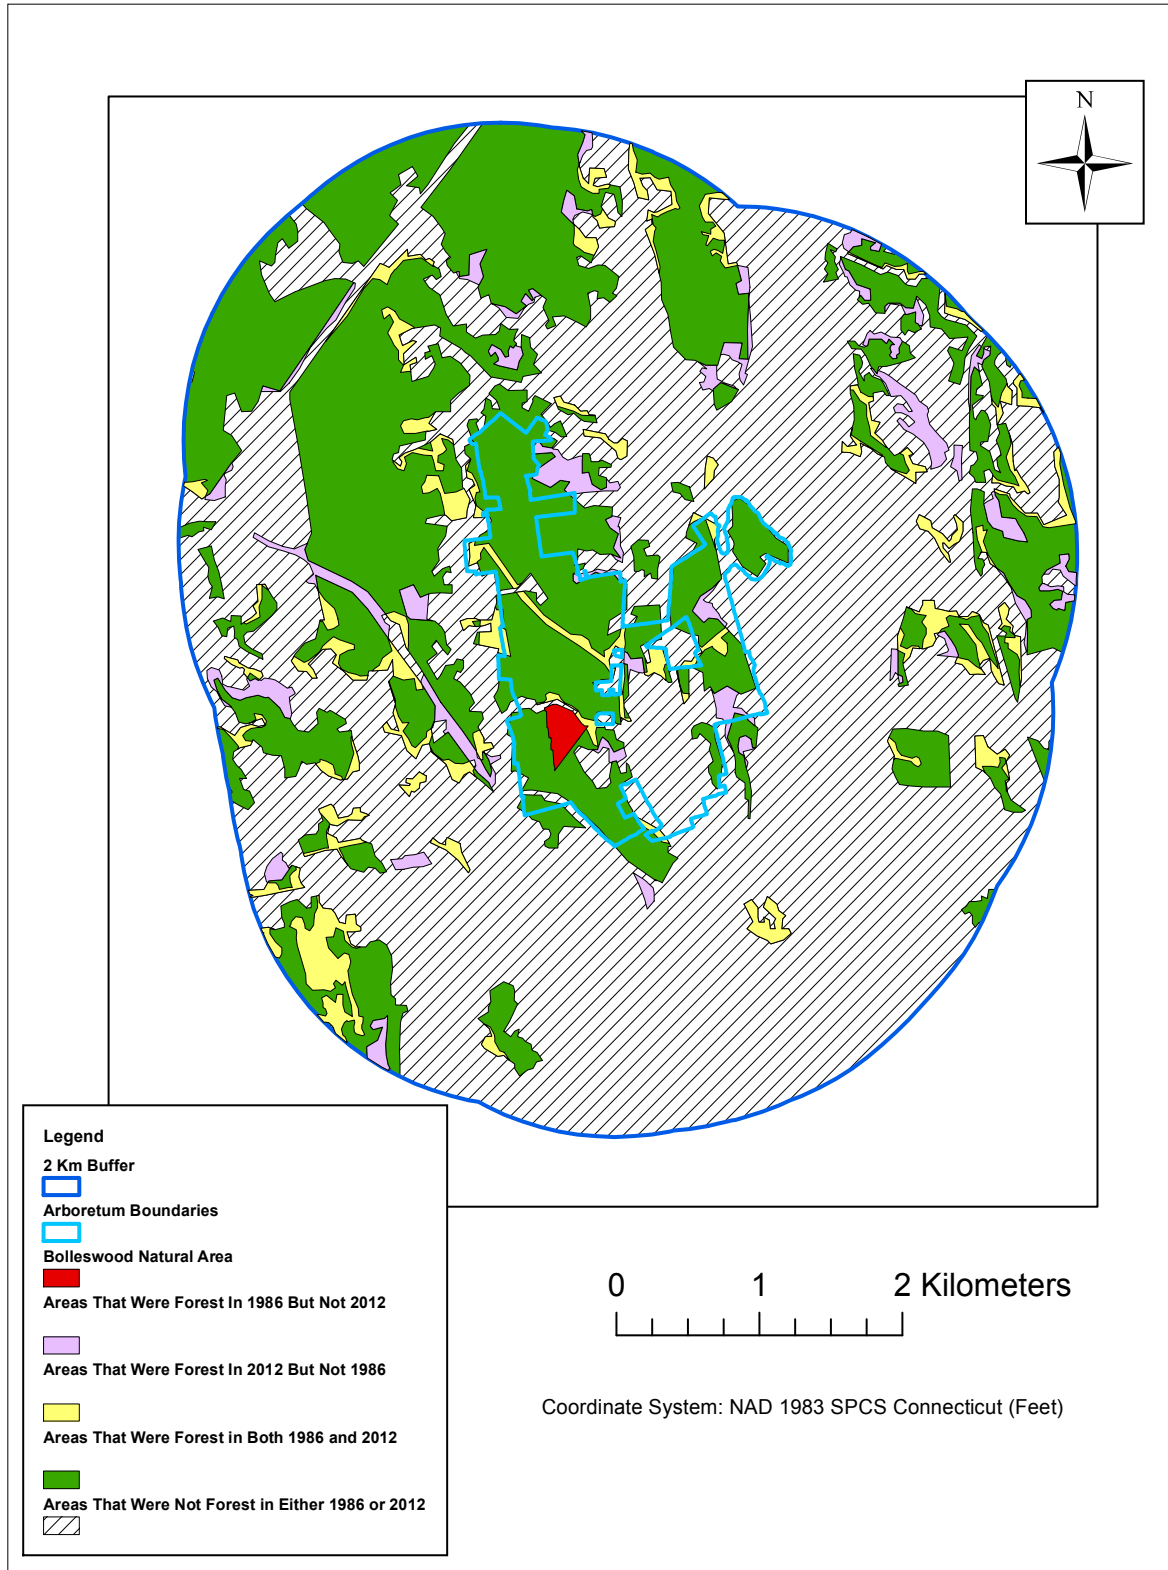 N
Legend
2 Km Buffer
Arboretum Boundaries
Bolleswood Natural Area
Areas That Were Forest In 1986 But Not 2012
Areas That Were Forest In 2012 But Not 1986
Areas That Were Forest in Both 1986 and 2012
Areas That Were Not Forest in Either 1986 or 2012
0 1 2 Kilometers
Coordinate System: NAD 1983 SPCS Connecticut (Feet)